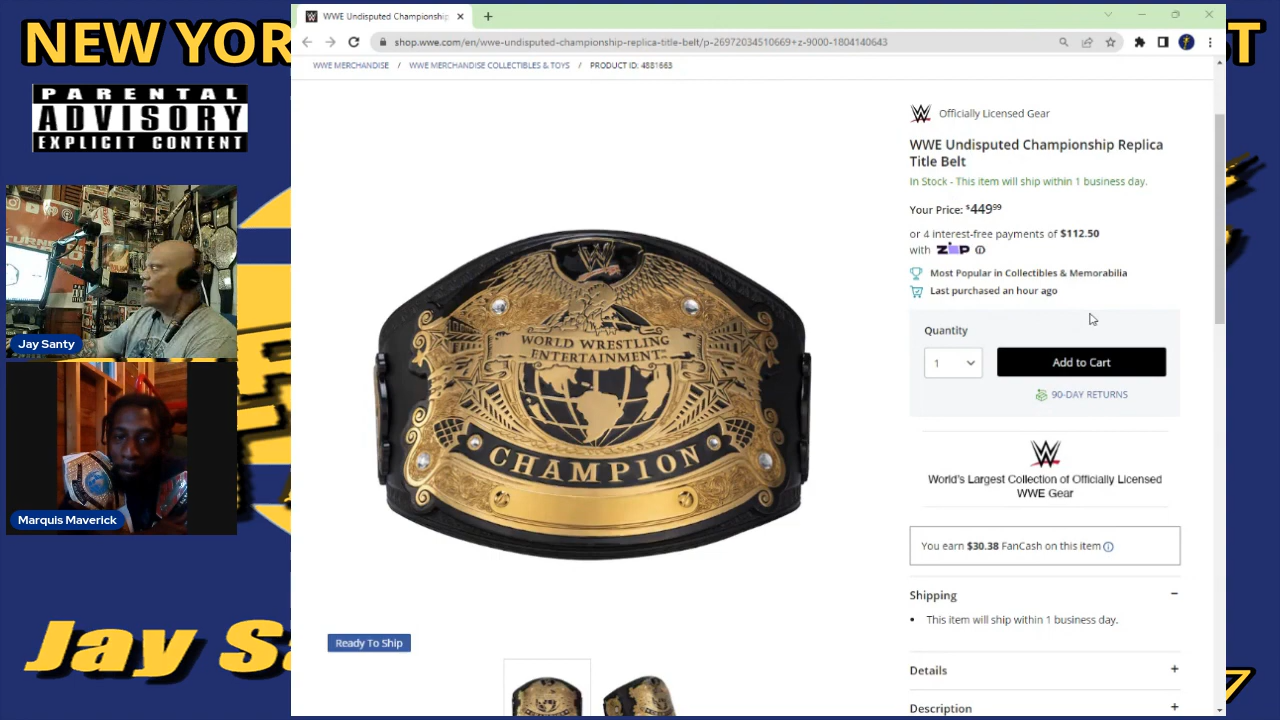 NEW YOR
T
PARENTAL
ADVISORY
EXPLICIT CONTENT
Jay Santy
Marquis Maverick
Jay S
WWE Undisputed Championship
shop.wwe.com/en/wwe-undisputed-championship-replica-title-belt/p-26972034510669+z-9000-1804140643
WWE MERCHANDISE / WWE MERCHANDISE COLLECTIBLES & TOYS / PRODUCT ID: 4881663
WORLD WRESTLING
ENTERTAINMENT
CHAMPION
Ready To Ship
Officially Licensed Gear
WWE Undisputed Championship Replica
Title Belt
In Stock - This item will ship within 1 business day.
Your Price: $449.99
or 4 interest-free payments of $112.50
with ZIP
Most Popular in Collectibles & Memorabilia
Last purchased an hour ago
Quantity
1
Add to Cart
90-DAY RETURNS
World's Largest Collection of Officially Licensed
WWE Gear
You earn $30.38 FanCash on this item
Shipping
This item will ship within 1 business day.
Details
Description